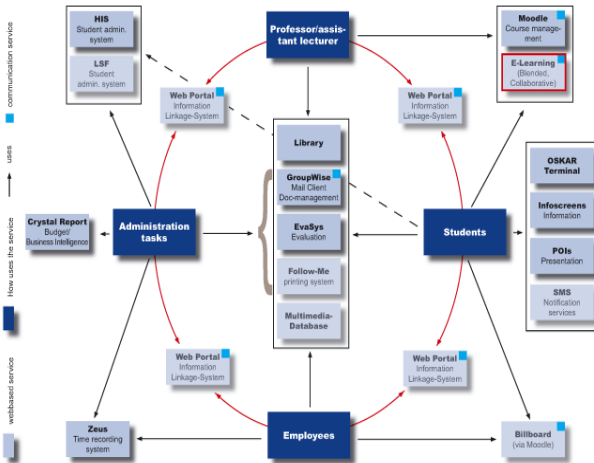 HIS
Student admin.
system
LSF
Student
admin. system
Professor/assis-
tant lecturer
Moodle
Course manage-
ment
E-Learning
(Blended,
Collaborative)
Web Portal
Information
Linkage-System
Web Portal
Information
Linkage-System
Library
GroupWise
Mail Client
Doc-management
EvaSys
Evaluation
Follow-Me
printing system
Multimedia-
Database
Crystal Report
Budget/
Business Intelligence
Administration
tasks
Students
OSKAR
Terminal
Infoscreens
Information
POIs
Presentation
SMS
Notification
services
Web Portal
Information
Linkage-System
Web Portal
Information
Linkage-System
Zeus
Time recording
system
Employees
Billboard
(via Moodle)
communication service
uses
How uses the service
webbased service